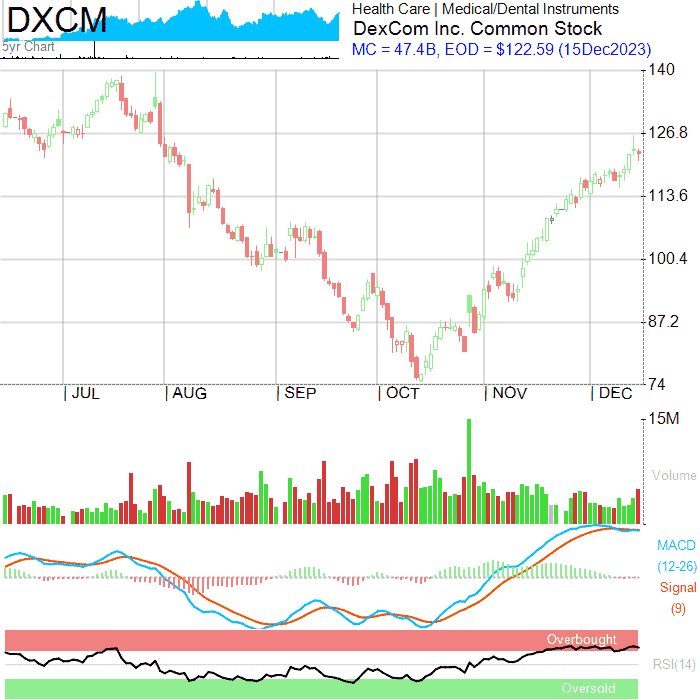 DXCM
5yr Chart
Health Care | Medical/Dental Instruments
DexCom Inc. Common Stock
MC = 47.4B, EOD = $122.59 (15Dec2023)
140
126.8
113.6
100.4
87.2
74
| JUL | AUG | SEP | OCT | NOV | DEC
15M
Volume
MACD
(12-26)
Signal
(9)
Overbought
RSI(14)
Oversold